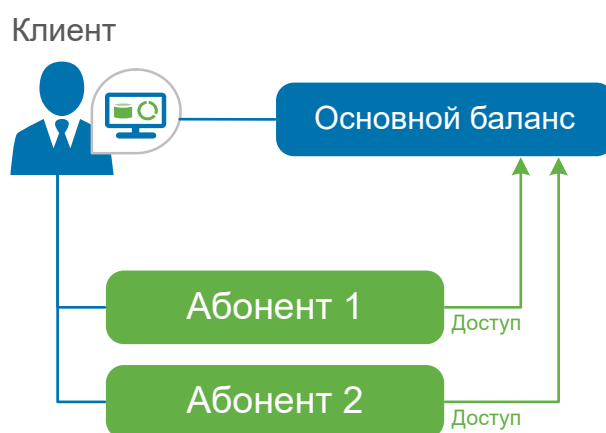 Клиент
Основной баланс
Абонент 1
Доступ
Абонент 2
Доступ